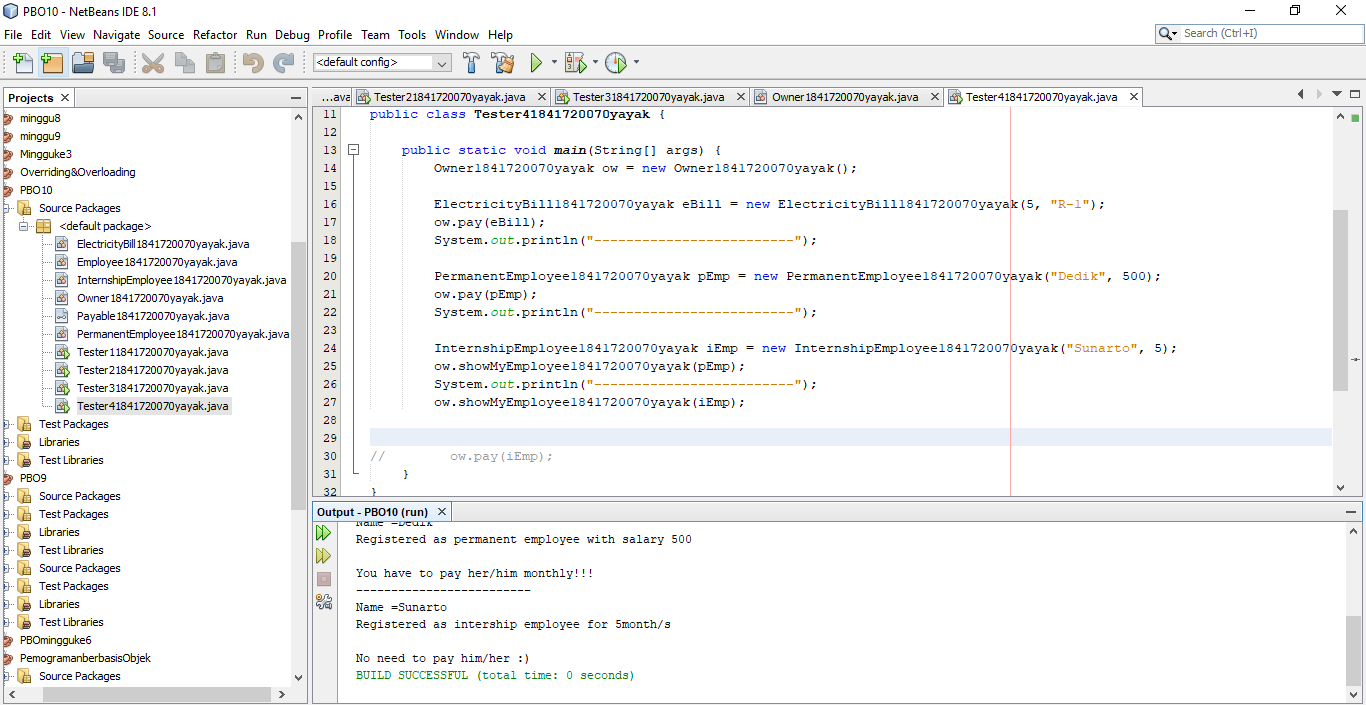 PBO10 - NetBeans IDE 8.1
File Edit View Navigate Source Refactor Run Debug Profile Team Tools Window Help
Search (Ctrl+I)
<default config>
Projects
minggu8
minggu9
Mingguke3
Overriding&Overloading
PBO10
Source Packages
<default package>
ElectricityBill1841720070yayak.java
Employee1841720070yayak.java
InternshipEmployee1841720070yayak.java
Owner1841720070yayak.java
Payable1841720070yayak.java
PermanentEmployee1841720070yayak.java
Tester11841720070yayak.java
Tester21841720070yayak.java
Tester31841720070yayak.java
Tester41841720070yayak.java
Test Packages
Libraries
Test Libraries
PBO9
Source Packages
Test Packages
Libraries
Test Libraries
Source Packages
Test Packages
Libraries
Test Libraries
PBOmingguke6
PemogramanberbasisObjek
Source Packages
...ava Tester21841720070yayak.java Tester31841720070yayak.java Owner1841720070yayak.java Tester41841720070yayak.java
11 public class Tester41841720070yayak {
12
13 public static void main(String[] args) {
14 Owner1841720070yayak ow = new Owner1841720070yayak();
15
16 ElectricityBill1841720070yayak eBill = new ElectricityBill1841720070yayak(5, "R-1");
17 ow.pay(eBill);
18 System.out.println("-------------------------");
19
20 PermanentEmployee1841720070yayak pEmp = new PermanentEmployee1841720070yayak("Dedik", 500);
21 ow.pay(pEmp);
22 System.out.println("-------------------------");
23
24 InternshipEmployee1841720070yayak iEmp = new InternshipEmployee1841720070yayak("Sunarto", 5);
25 ow.showMyEmployee1841720070yayak(pEmp);
26 System.out.println("-------------------------");
27 ow.showMyEmployee1841720070yayak(iEmp);
28
29
30 // ow.pay(iEmp);
31 }
32 }
Output - PBO10 (run)
Name =Dedik
Registered as permanent employee with salary 500
You have to pay her/him monthly!!!
-------------------------
Name =Sunarto
Registered as intership employee for 5month/s
No need to pay him/her :)
BUILD SUCCESSFUL (total time: 0 seconds)